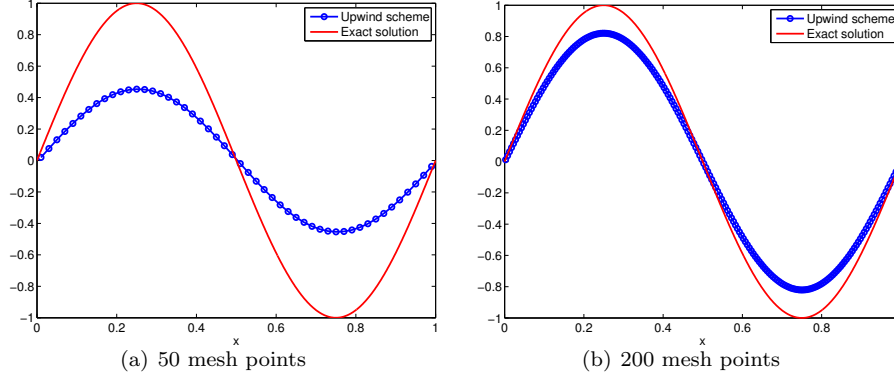 1
0.8
0.6
0.4
0.2
0
−0.2
−0.4
−0.6
−0.8
−1
0 0.2 0.4 0.6 0.8 1
x
Upwind scheme
Exact solution
(a) 50 mesh points
1
0.8
0.6
0.4
0.2
0
−0.2
−0.4
−0.6
−0.8
−1
0 0.2 0.4 0.6 0.8
x
Upwind scheme
Exact solution
(b) 200 mesh points